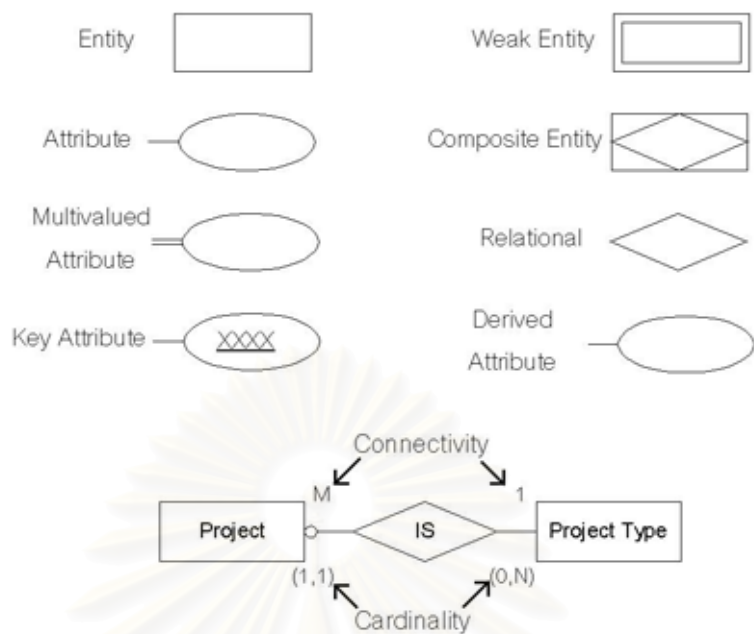 Entity
Weak Entity
Attribute
Composite Entity
Multivalued
Attribute
Relational
Key Attribute
XXXX
Derived
Attribute
Connectivity
M
1
Project
IS
Project Type
(1,1)
(0,N)
Cardinality